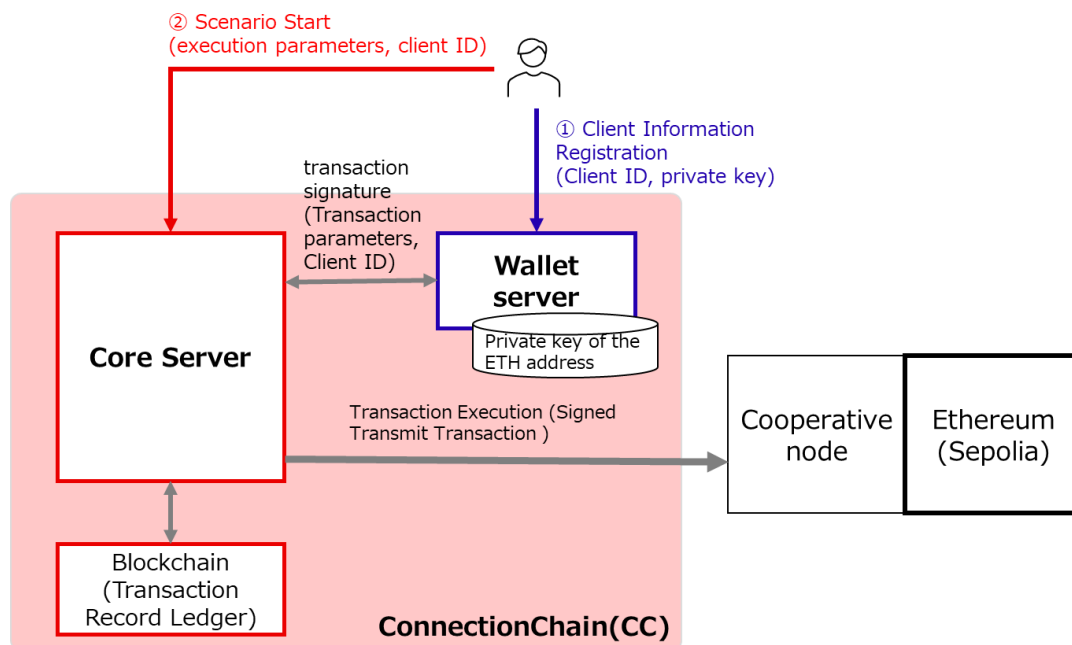 ② Scenario Start
(execution parameters, client ID)
① Client Information
Registration
(Client ID, private key)
transaction
signature
(Transaction
parameters,
Client ID)
Wallet
server
Private key of the
ETH address
Core Server
Transaction Execution (Signed
Transmit Transaction )
Cooperative
node
Ethereum
(Sepolia)
Blockchain
(Transaction
Record Ledger)
ConnectionChain(CC)